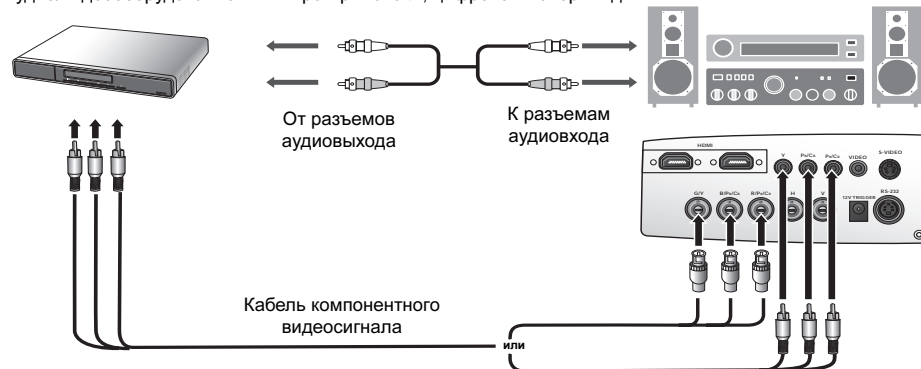 От разъемов
аудиовыхода
К разъемам
аудиовхода
HDMI
Y
PB/CB
PR/CR
VIDEO
S-VIDEO
G/Y
B/PB/CB
R/PR/CR
H
V
12V TRIGGER
RS-232
Кабель компонентного
видеосигнала
или